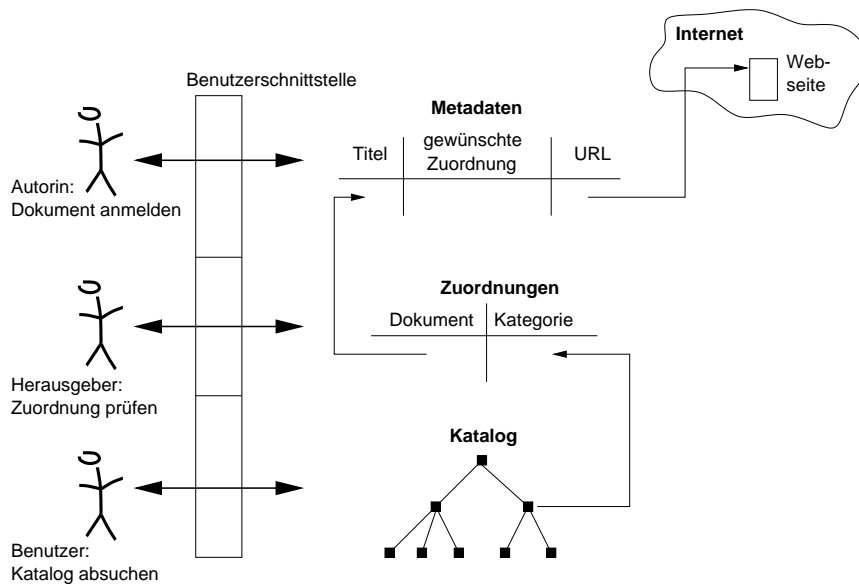 Internet
Web-
seite
Benutzerschnittstelle
Metadaten
Titel
gewünschte
Zuordnung
URL
Autorin:
Dokument anmelden
Zuordnungen
Dokument
Kategorie
Herausgeber:
Zuordnung prüfen
Katalog
Benutzer:
Katalog absuchen